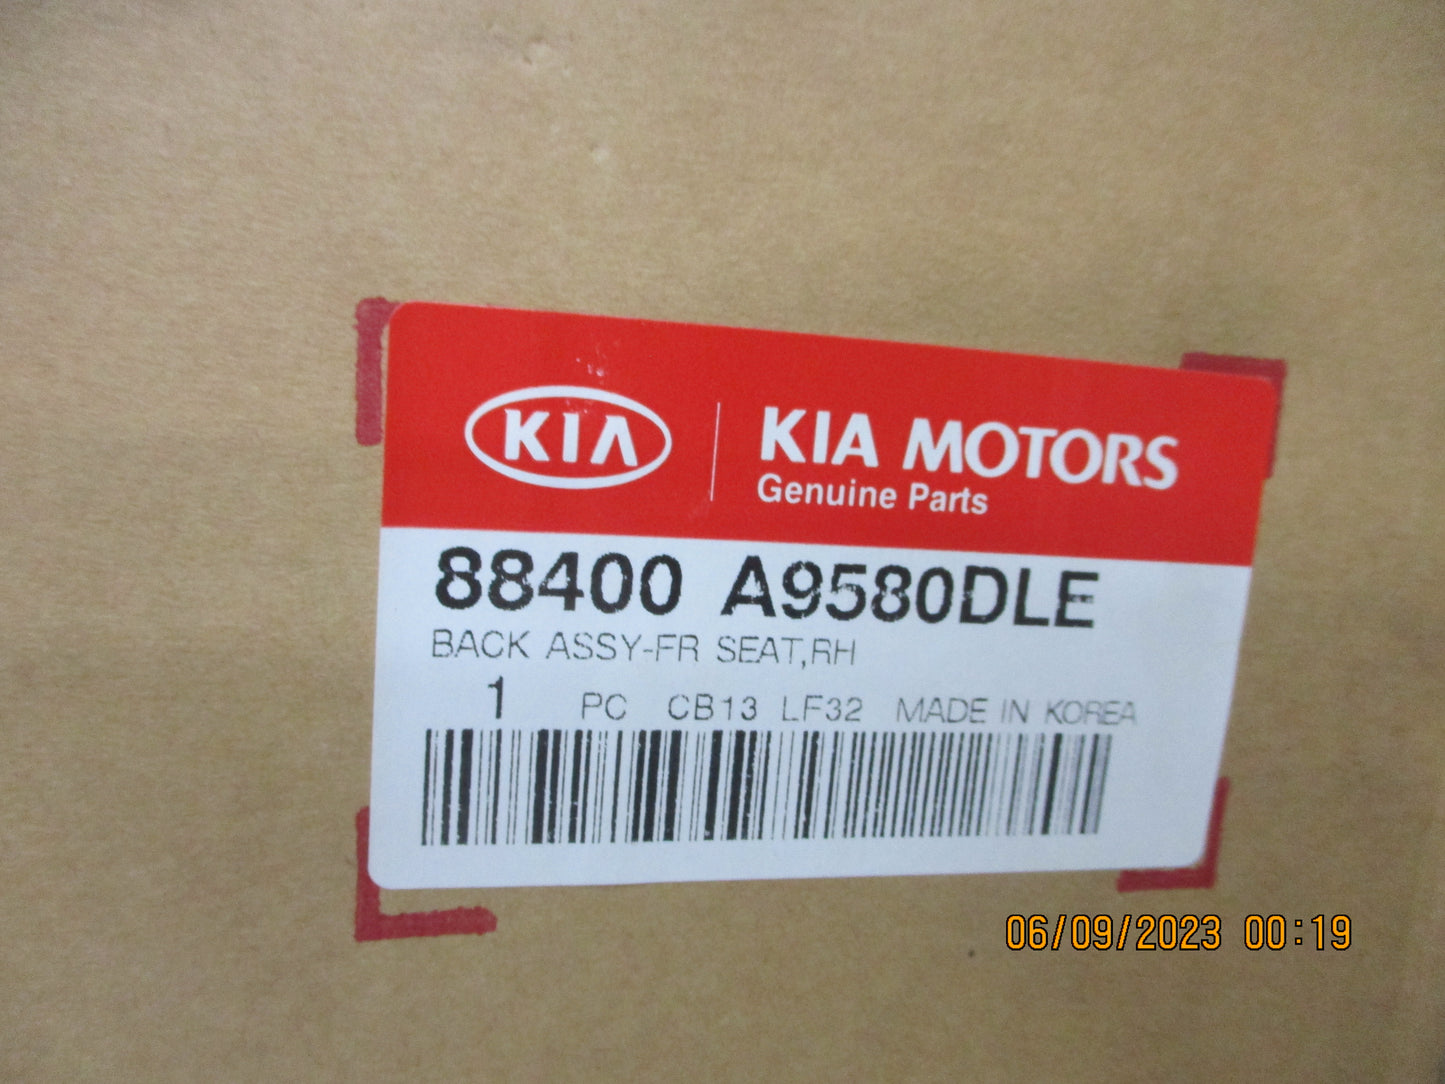 KIA
KIA MOTORS
Genuine Parts
88400 A9580DLE
BACK ASSY-FR SEAT,RH
1 PC CB13 LF32 MADE IN KOREA
06/09/2023 00:19